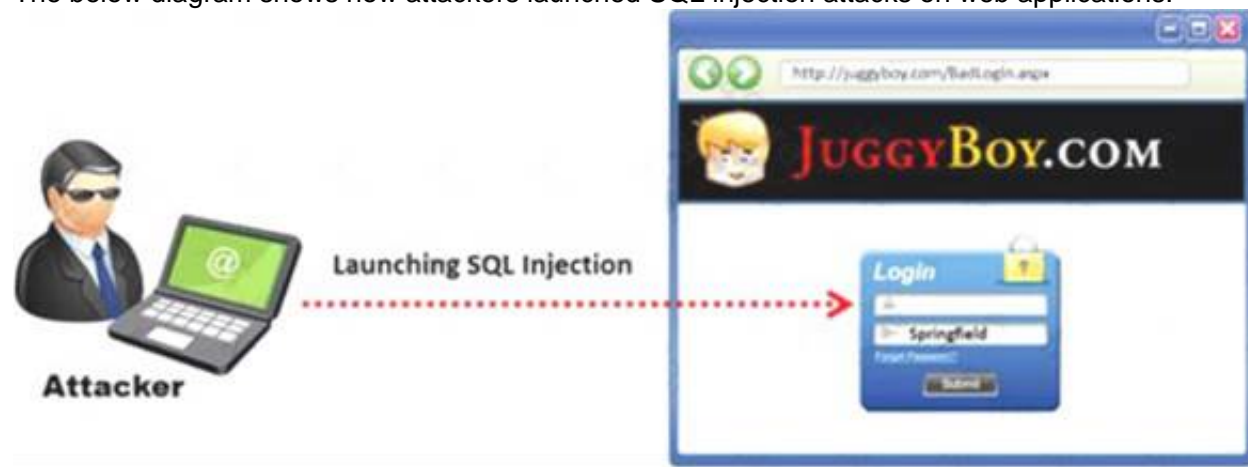 The below diagram shows how attackers launched SQL injection attacks on web applications.
http://juggyboy.com/BadLogin.aspx
JuggyBoy.com
@
Launching SQL Injection
Login
Springfield
Forgot Password?
Submit
Attacker